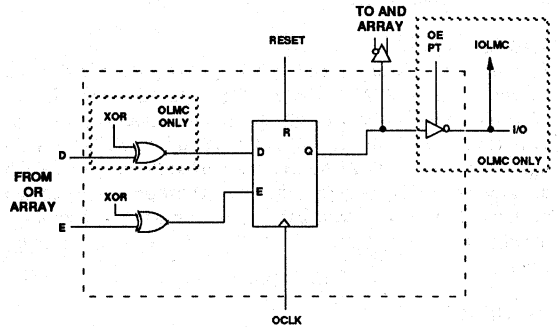 TO AND
ARRAY
OE
PT
IOLMC
RESET
OLMC
ONLY
XOR
R
D
D
Q
I/O
OLMC ONLY
FROM
OR
ARRAY
XOR
E
E
OCLK